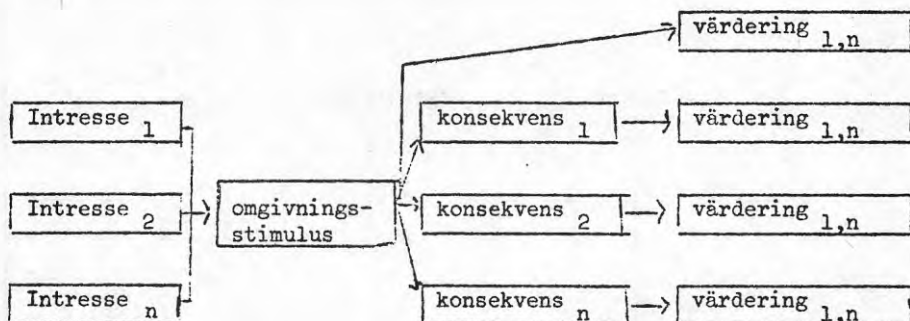 värdering 1,n
Intresse 1
konsekvens 1
värdering 1,n
Intresse 2
omgivnings-
stimulus
konsekvens 2
värdering 1,n
Intresse n
konsekvens n
värdering 1,n